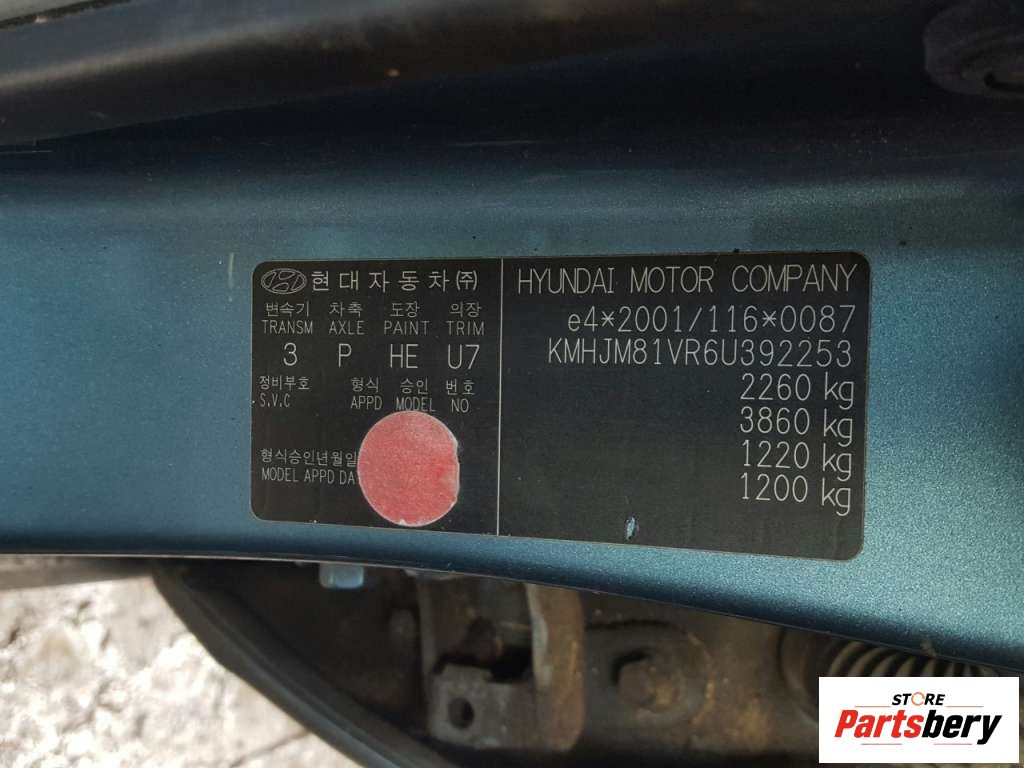 현대자동차㈜
변속기 차축 도장 의장
TRANSM AXLE PAINT TRIM
3 P HE U7
정비부호 형식 승인 번호
S.V.C APPD MODEL NO
형식승인년월일
MODEL APPD DA
HYUNDAI MOTOR COMPANY
e4*2001/116*0087
KMHJM81VR6U392253
2260 kg
3860 kg
1220 kg
1200 kg
STORE
Partsbery